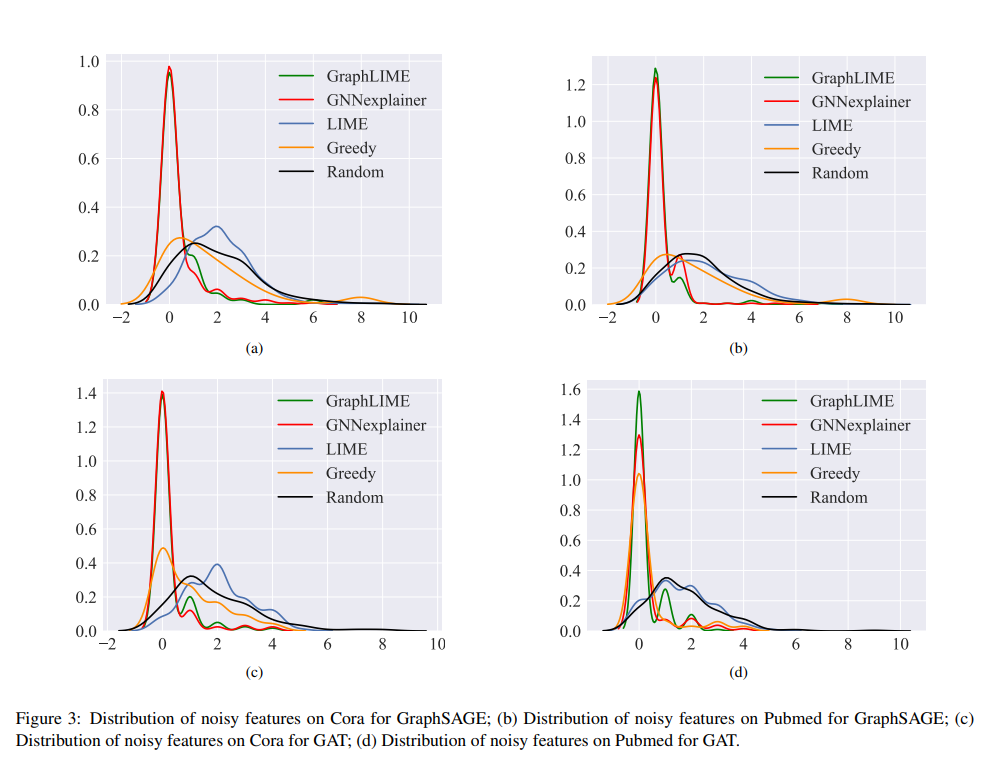 1.0
0.8
0.6
0.4
0.2
0.0
−2 0 2 4 6 8 10
GraphLIME
GNNexplainer
LIME
Greedy
Random
(a)
1.2
1.0
0.8
0.6
0.4
0.2
0.0
−2 0 2 4 6 8 10
GraphLIME
GNNexplainer
LIME
Greedy
Random
(b)
1.4
1.2
1.0
0.8
0.6
0.4
0.2
0.0
−2 0 2 4 6 8 10
GraphLIME
GNNexplainer
LIME
Greedy
Random
(c)
1.6
1.4
1.2
1.0
0.8
0.6
0.4
0.2
0.0
0 2 4 6 8 10
GraphLIME
GNNexplainer
LIME
Greedy
Random
(d)
Figure 3: Distribution of noisy features on Cora for GraphSAGE; (b) Distribution of noisy features on Pubmed for GraphSAGE; (c)
Distribution of noisy features on Cora for GAT; (d) Distribution of noisy features on Pubmed for GAT.